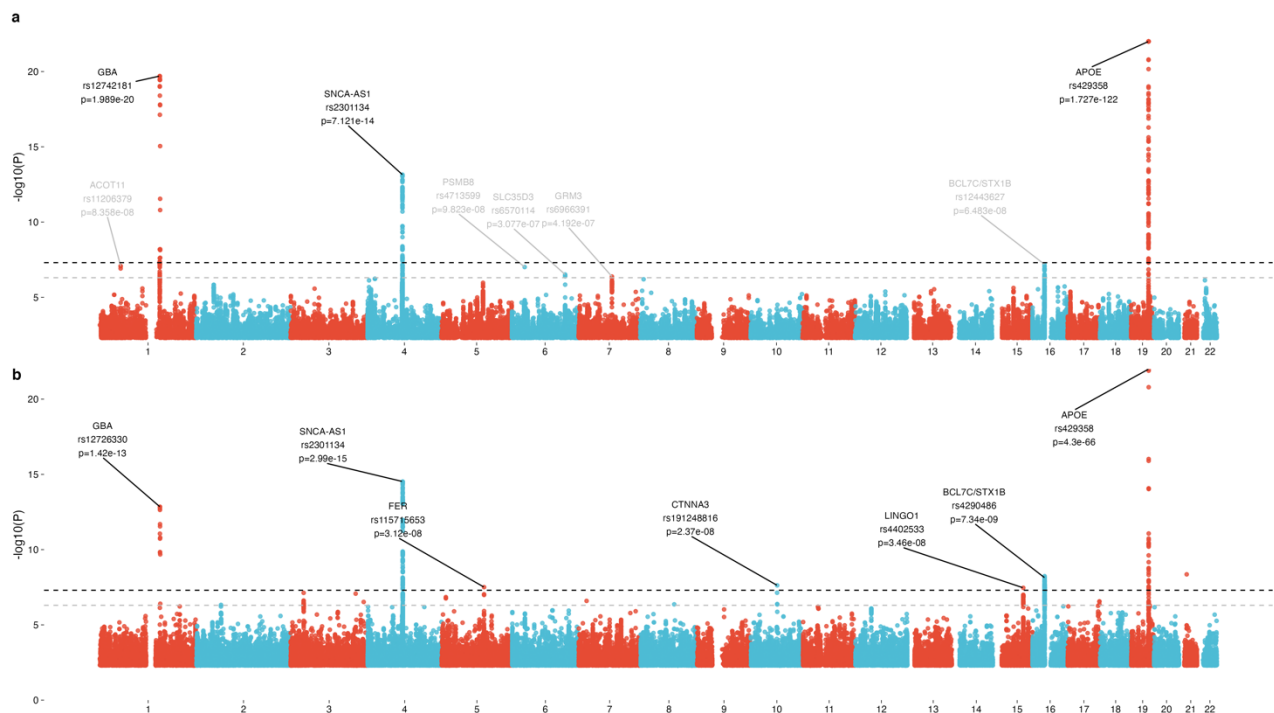 a
-log10(P)
20
15
10
5
GBA
rs12742181
p=1.989e-20
ACOT11
rs11206379
p=8.358e-08
SNCA-AS1
rs2301134
p=7.121e-14
PSMB8
rs4713599
p=9.823e-08
SLC35D3
rs6570114
p=3.077e-07
GRM3
rs6966391
p=4.192e-07
BCL7C/STX1B
rs12443627
p=6.483e-08
APOE
rs429358
p=1.727e-122
1 2 3 4 5 6 7 8 9 10 11 12 13 14 15 16 17 18 19 20 21 22
b
-log10(P)
20
15
10
5
0
GBA
rs12726330
p=1.42e-13
SNCA-AS1
rs2301134
p=2.99e-15
FER
rs115715653
p=3.12e-08
CTNNA3
rs191248816
p=2.37e-08
LINGO1
rs4402533
p=3.46e-08
BCL7C/STX1B
rs4290486
p=7.34e-09
APOE
rs429358
p=4.3e-66
1 2 3 4 5 6 7 8 9 10 11 12 13 14 15 16 17 18 19 20 21 22